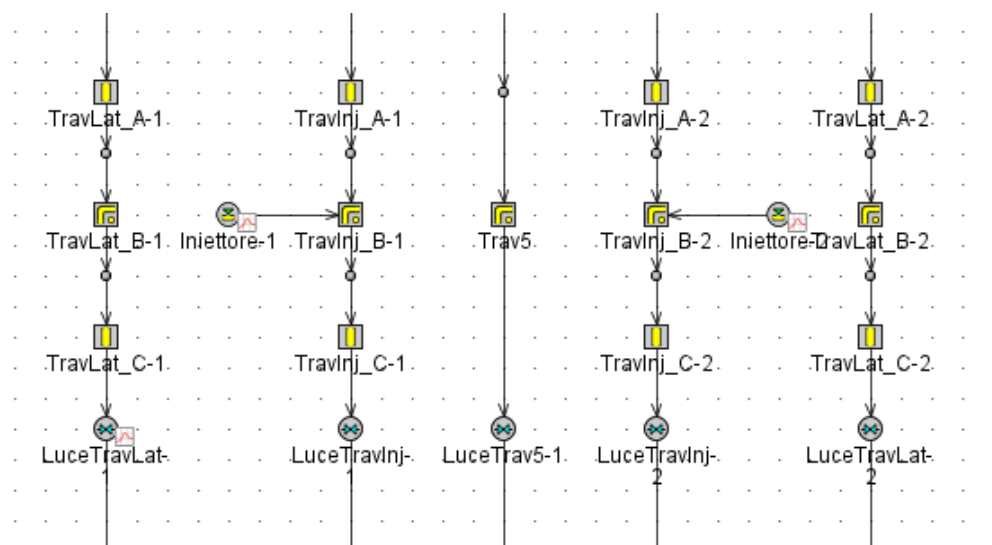 TravLat_A-1 TravInj_A-1 TravInj_A-2 TravLat_A-2
TravLat_B-1 Iniettore-1 TravInj_B-1 Trav5 TravInj_B-2 Iniettore-2 TravLat_B-2
TravLat_C-1 TravInj_C-1 TravInj_C-2 TravLat_C-2
LuceTravLat- LuceTravInj- LuceTrav5-1 LuceTravInj- LuceTravLat-
1 1 2 2